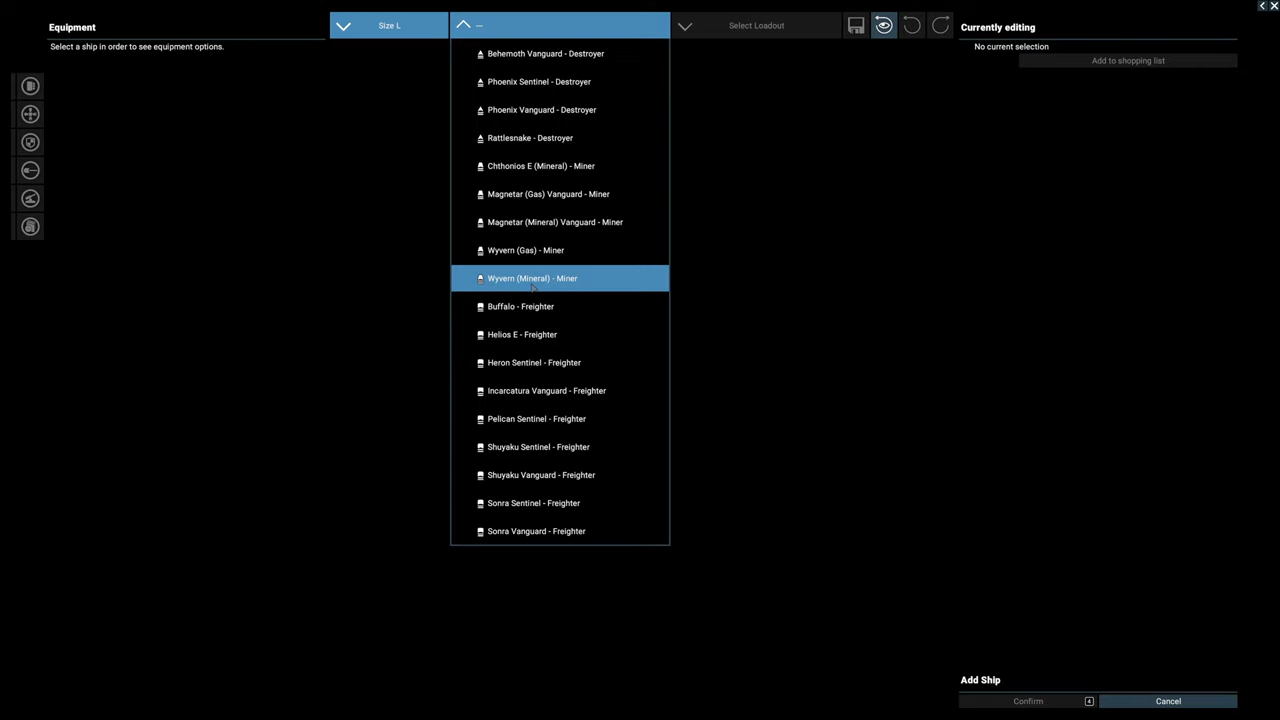 Equipment
Select a ship in order to see equipment options.
Size L
—
Select Loadout
Behemoth Vanguard - Destroyer
Phoenix Sentinel - Destroyer
Phoenix Vanguard - Destroyer
Rattlesnake - Destroyer
Chthonios E (Mineral) - Miner
Magnetar (Gas) Vanguard - Miner
Magnetar (Mineral) Vanguard - Miner
Wyvern (Gas) - Miner
Wyvern (Mineral) - Miner
Buffalo - Freighter
Helios E - Freighter
Heron Sentinel - Freighter
Incarcatura Vanguard - Freighter
Pelican Sentinel - Freighter
Shuyaku Sentinel - Freighter
Shuyaku Vanguard - Freighter
Sonra Sentinel - Freighter
Sonra Vanguard - Freighter
Currently editing
No current selection
Add to shopping list
Add Ship
Confirm
Cancel